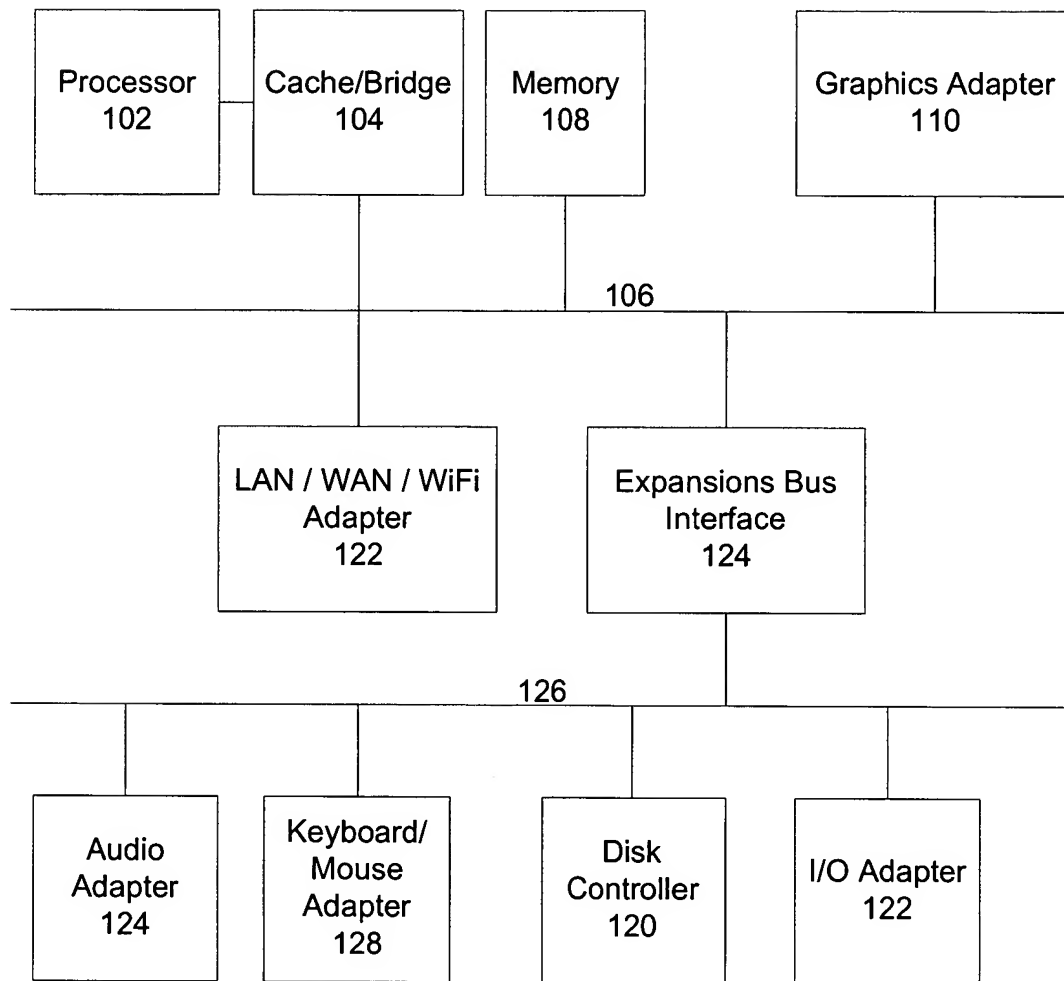 Processor
102
Cache/Bridge
104
Memory
108
Graphics Adapter
110
106
LAN / WAN / WiFi
Adapter
122
Expansions Bus
Interface
124
126
Audio
Adapter
124
Keyboard/
Mouse
Adapter
128
Disk
Controller
120
I/O Adapter
122